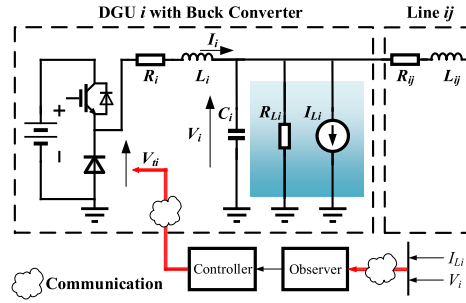 DGU i with Buck Converter
Line ij
I_i
R_i
L_i
R_ij
L_ij
+
C_i
R_Li
I_Li
V_i
−
V_ti
Controller
Observer
I_Li
V_i
Communication